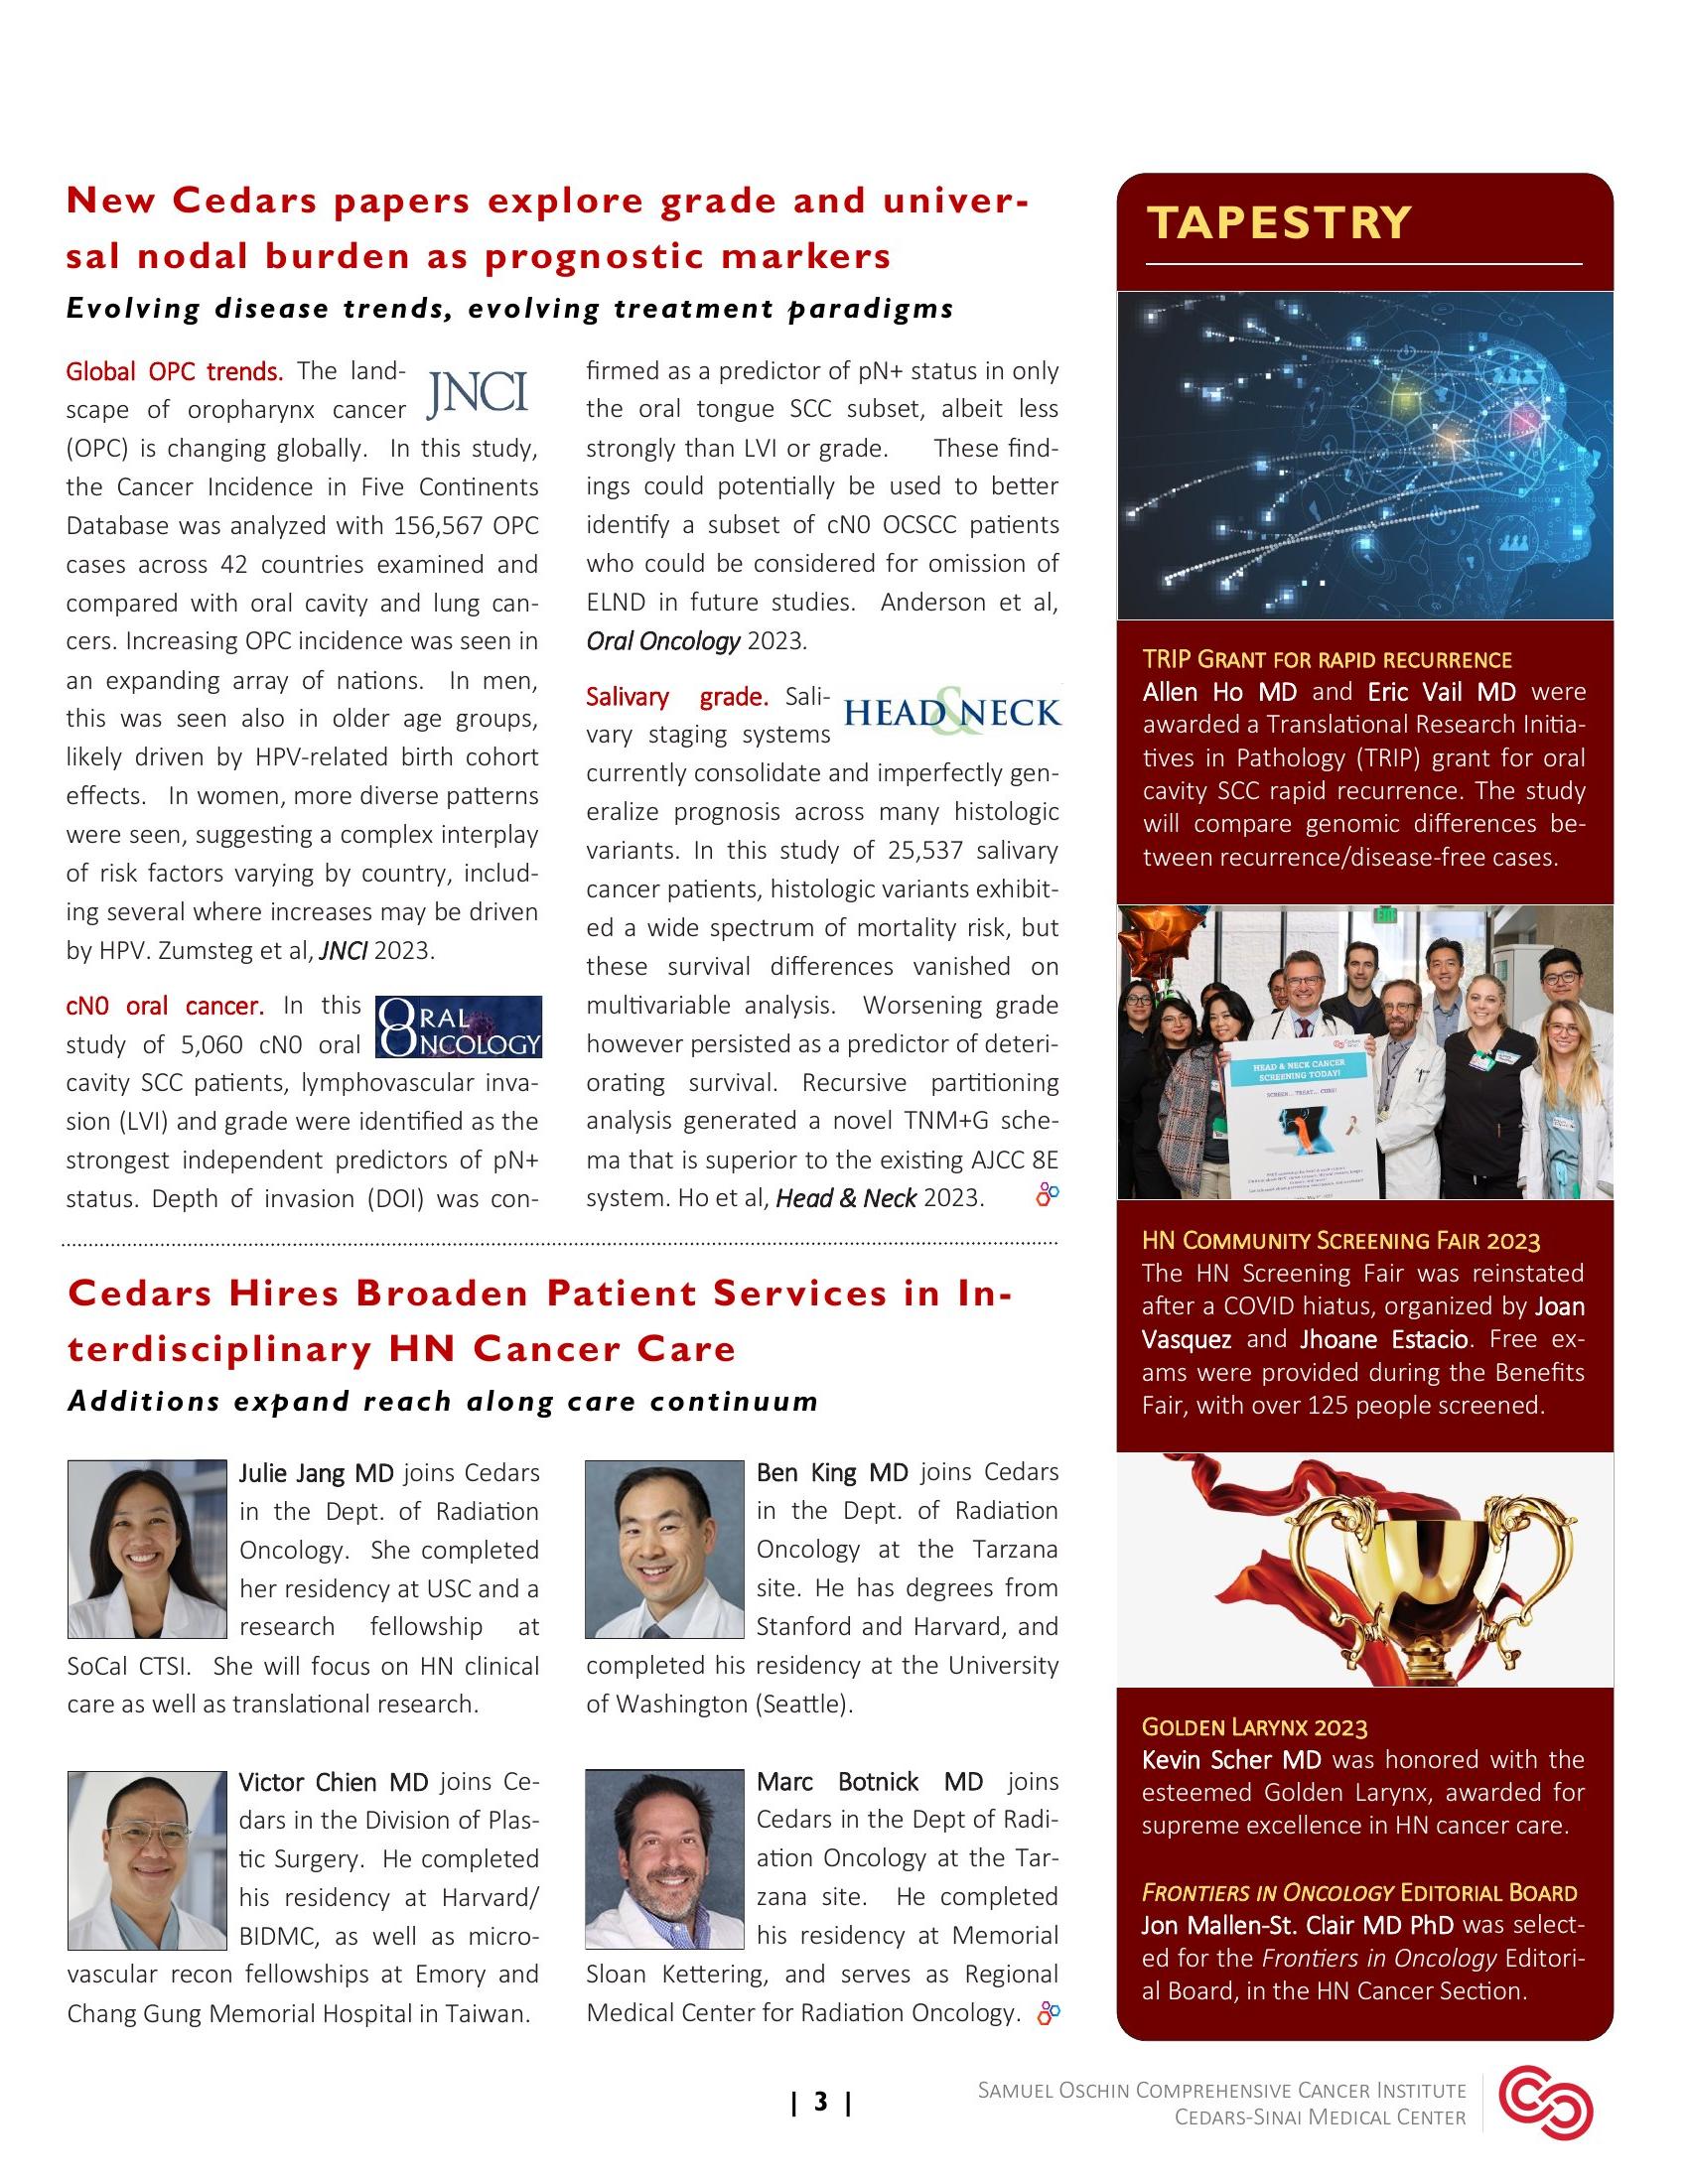 New Cedars papers explore grade and univer-
sal nodal burden as prognostic markers
Evolving disease trends, evolving treatment paradigms
Global OPC trends. The land-
scape of oropharynx cancer
JNCI
(OPC) is changing globally. In this study,
the Cancer Incidence in Five Continents
Database was analyzed with 156,567 OPC
cases across 42 countries examined and
compared with oral cavity and lung can-
cers. Increasing OPC incidence was seen in
an expanding array of nations. In men,
this was seen also in older age groups,
likely driven by HPV-related birth cohort
effects. In women, more diverse patterns
were seen, suggesting a complex interplay
of risk factors varying by country, includ-
ing several where increases may be driven
by HPV. Zumsteg et al, JNCI 2023.
cN0 oral cancer. In this
study of 5,060 cN0 oral
ORAL
ONCOLOGY
cavity SCC patients, lymphovascular inva-
sion (LVI) and grade were identified as the
strongest independent predictors of pN+
status. Depth of invasion (DOI) was con-
firmed as a predictor of pN+ status in only
the oral tongue SCC subset, albeit less
strongly than LVI or grade. These find-
ings could potentially be used to better
identify a subset of cN0 OCSCC patients
who could be considered for omission of
ELND in future studies. Anderson et al,
Oral Oncology 2023.
Salivary grade. Sali-
vary staging systems
HEAD & NECK
currently consolidate and imperfectly gen-
eralize prognosis across many histologic
variants. In this study of 25,537 salivary
cancer patients, histologic variants exhibit-
ed a wide spectrum of mortality risk, but
these survival differences vanished on
multivariable analysis. Worsening grade
however persisted as a predictor of deteri-
orating survival. Recursive partitioning
analysis generated a novel TNM+G sche-
ma that is superior to the existing AJCC 8E
system. Ho et al, Head & Neck 2023.
Cedars Hires Broaden Patient Services in In-
terdisciplinary HN Cancer Care
Additions expand reach along care continuum
Julie Jang MD joins Cedars
in the Dept. of Radiation
Oncology. She completed
her residency at USC and a
research fellowship at
SoCal CTSI. She will focus on HN clinical
care as well as translational research.
Ben King MD joins Cedars
in the Dept. of Radiation
Oncology at the Tarzana
site. He has degrees from
Stanford and Harvard, and
completed his residency at the University
of Washington (Seattle).
Victor Chien MD joins Ce-
dars in the Division of Plas-
tic Surgery. He completed
his residency at Harvard/
BIDMC, as well as micro-
vascular recon fellowships at Emory and
Chang Gung Memorial Hospital in Taiwan.
Marc Botnick MD joins
Cedars in the Dept of Radi-
ation Oncology at the Tar-
zana site. He completed
his residency at Memorial
Sloan Kettering, and serves as Regional
Medical Center for Radiation Oncology.
TAPESTRY
TRIP GRANT FOR RAPID RECURRENCE
Allen Ho MD and Eric Vail MD were
awarded a Translational Research Initia-
tives in Pathology (TRIP) grant for oral
cavity SCC rapid recurrence. The study
will compare genomic differences be-
tween recurrence/disease-free cases.
HEAD & NECK CANCER
SCREENING TODAY!
SCREEN... TREAT... CURE!
HN COMMUNITY SCREENING FAIR 2023
The HN Screening Fair was reinstated
after a COVID hiatus, organized by Joan
Vasquez and Jhoane Estacio. Free ex-
ams were provided during the Benefits
Fair, with over 125 people screened.
GOLDEN LARYNX 2023
Kevin Scher MD was honored with the
esteemed Golden Larynx, awarded for
supreme excellence in HN cancer care.
FRONTIERS IN ONCOLOGY EDITORIAL BOARD
Jon Mallen-St. Clair MD PhD was select-
ed for the Frontiers in Oncology Editori-
al Board, in the HN Cancer Section.
| 3 |
SAMUEL OSCHIN COMPREHENSIVE CANCER INSTITUTE
CEDARS-SINAI MEDICAL CENTER